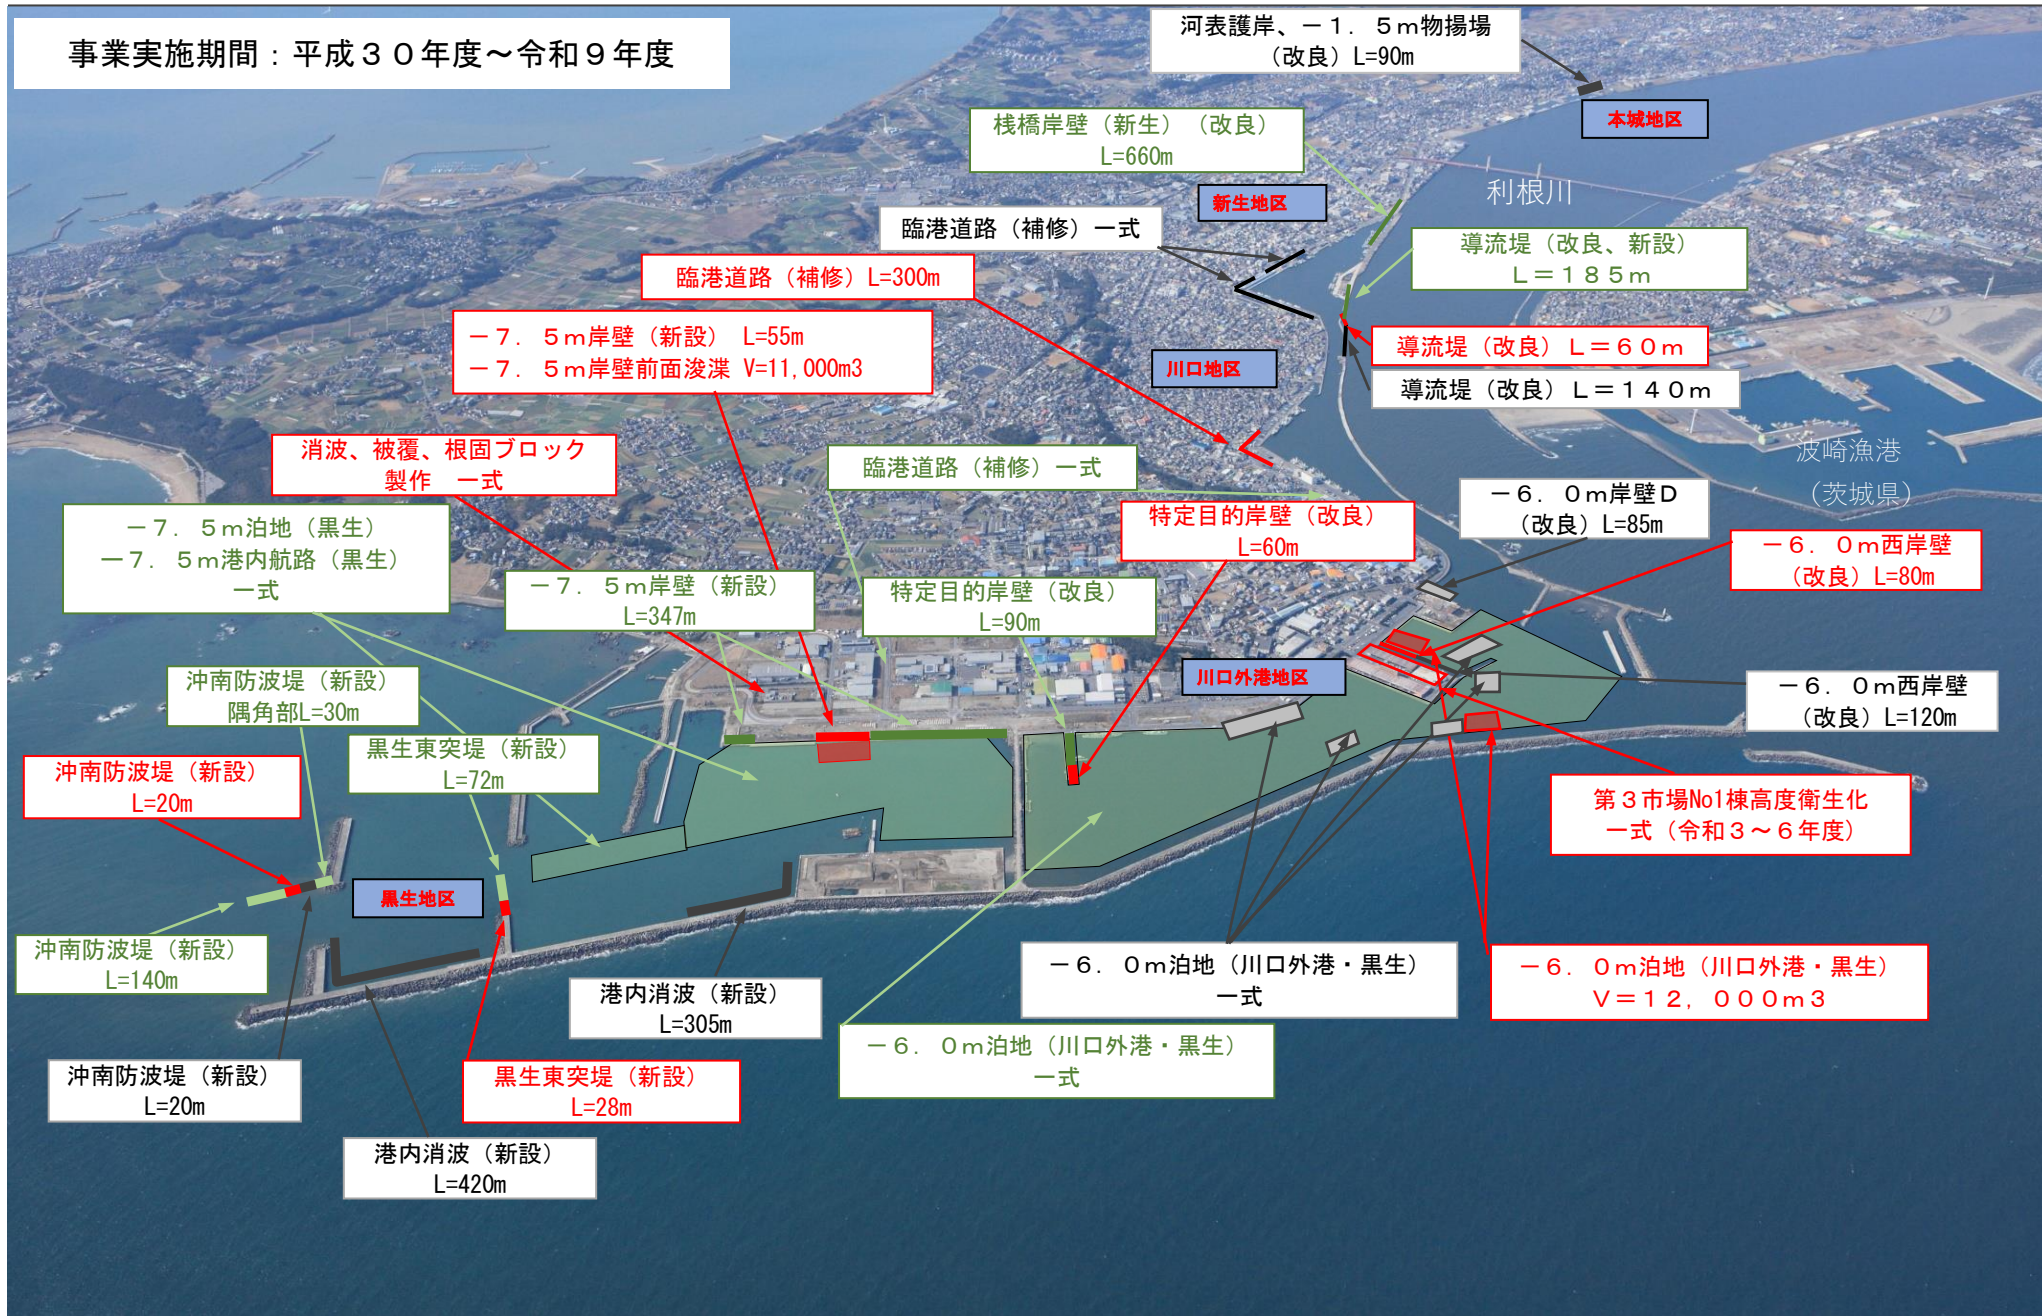 事業実施期間：平成３０年度～令和９年度
河表護岸、－１．５ｍ物揚場
（改良）L=90m
本城地区
桟橋岸壁（新生）（改良）
L=660m
利根川
新生地区
臨港道路（補修）一式
導流堤（改良、新設）
Ｌ＝１８５ｍ
臨港道路（補修）L=300m
－７．５ｍ岸壁（新設）　L=55m
－７．５ｍ岸壁前面浚渫　V=11,000m3
導流堤（改良）Ｌ＝６０ｍ
川口地区
導流堤（改良）Ｌ＝１４０ｍ
消波、被覆、根固ブロック
製作　一式
臨港道路（補修）一式
波崎漁港
（茨城県）
－６．０ｍ岸壁Ｄ
（改良）L=85m
－７．５ｍ泊地（黒生）
－７．５ｍ港内航路（黒生）
一式
特定目的岸壁（改良）
L=60m
－６．０ｍ西岸壁
（改良）L=80m
－７．５ｍ岸壁（新設）
L=347m
特定目的岸壁（改良）
L=90m
沖南防波堤（新設）
隅角部L=30m
川口外港地区
－６．０ｍ西岸壁
（改良）L=120m
黒生東突堤（新設）
L=72m
沖南防波堤（新設）
L=20m
第３市場No1棟高度衛生化
一式（令和３～６年度）
黒生地区
沖南防波堤（新設）
L=140m
港内消波（新設）
L=305m
－６．０ｍ泊地（川口外港・黒生）
一式
－６．０ｍ泊地（川口外港・黒生）
Ｖ＝１２，０００ｍ３
－６．０ｍ泊地（川口外港・黒生）
一式
沖南防波堤（新設）
L=20m
黒生東突堤（新設）
L=28m
港内消波（新設）
L=420m